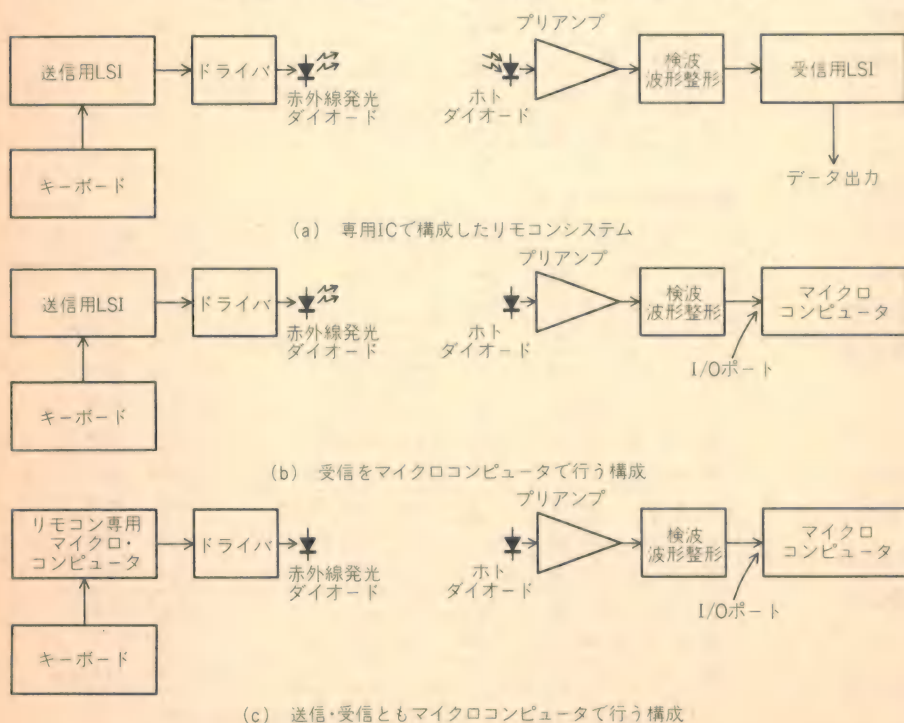 プリアンプ
送信用LSI
ドライバ
検波
波形整形
受信用LSI
赤外線発光
ダイオード
ホト
ダイオード
キーボード
データ出力
(a) 専用ICで構成したリモコンシステム
プリアンプ
送信用LSI
ドライバ
検波
波形整形
マイクロ
コンピュータ
赤外線発光
ダイオード
ホト
ダイオード
I/Oポート
キーボード
(b) 受信をマイクロコンピュータで行う構成
プリアンプ
リモコン専用
マイクロ・
コンピュータ
ドライバ
検波
波形整形
マイクロ
コンピュータ
赤外線発光
ダイオード
ホト
ダイオード
I/Oポート
キーボード
(c) 送信・受信ともマイクロコンピュータで行う構成